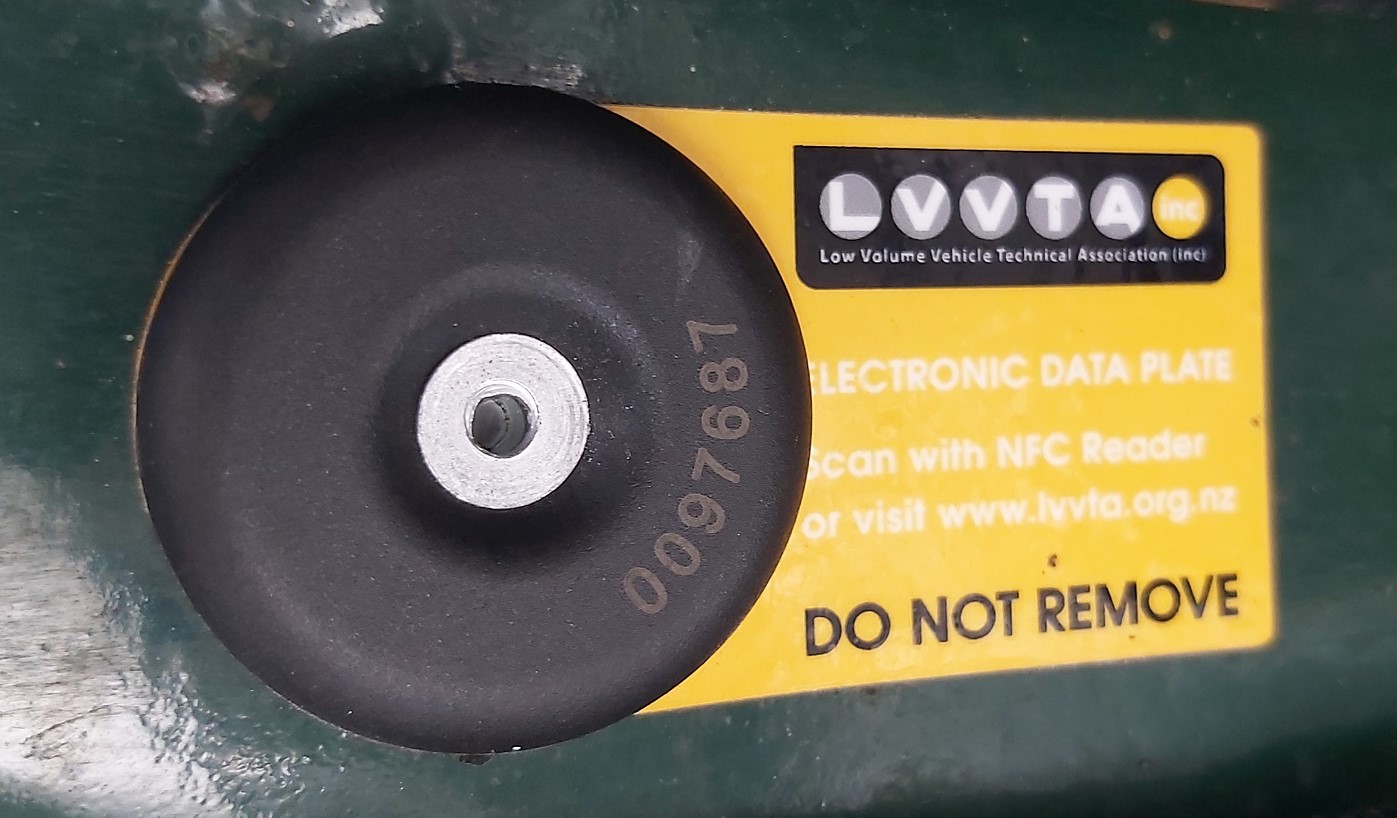 LVVTA inc
Low Volume Vehicle Technical Association (inc)
ELECTRONIC DATA PLATE
Scan with NFC Reader
or visit www.lvvta.org.nz
DO NOT REMOVE
0097681